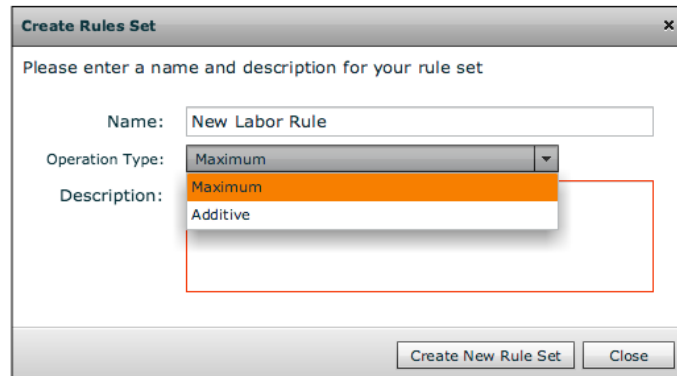 Create Rules Set ×
Please enter a name and description for your rule set
Name: New Labor Rule
Operation Type: Maximum
Maximum
Description:
Additive
Create New Rule Set Close